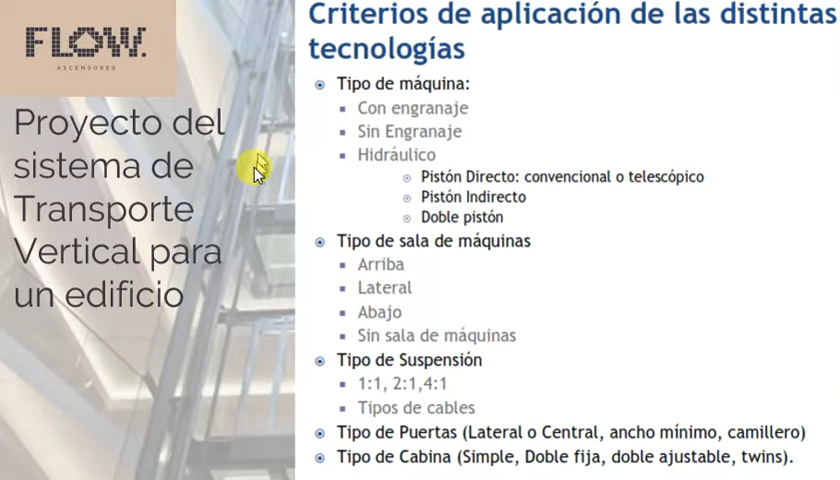 FLOW.
ASCENSORES
Proyecto del
sistema de
Transporte
Vertical para
un edificio
Criterios de aplicación de las distintas
tecnologías
Tipo de máquina:
Con engranaje
Sin Engranaje
Hidráulico
Pistón Directo: convencional o telescópico
Pistón Indirecto
Doble pistón
Tipo de sala de máquinas
Arriba
Lateral
Abajo
Sin sala de máquinas
Tipo de Suspensión
1:1, 2:1,4:1
Tipos de cables
Tipo de Puertas (Lateral o Central, ancho mínimo, camillero)
Tipo de Cabina (Simple, Doble fija, doble ajustable, twins).